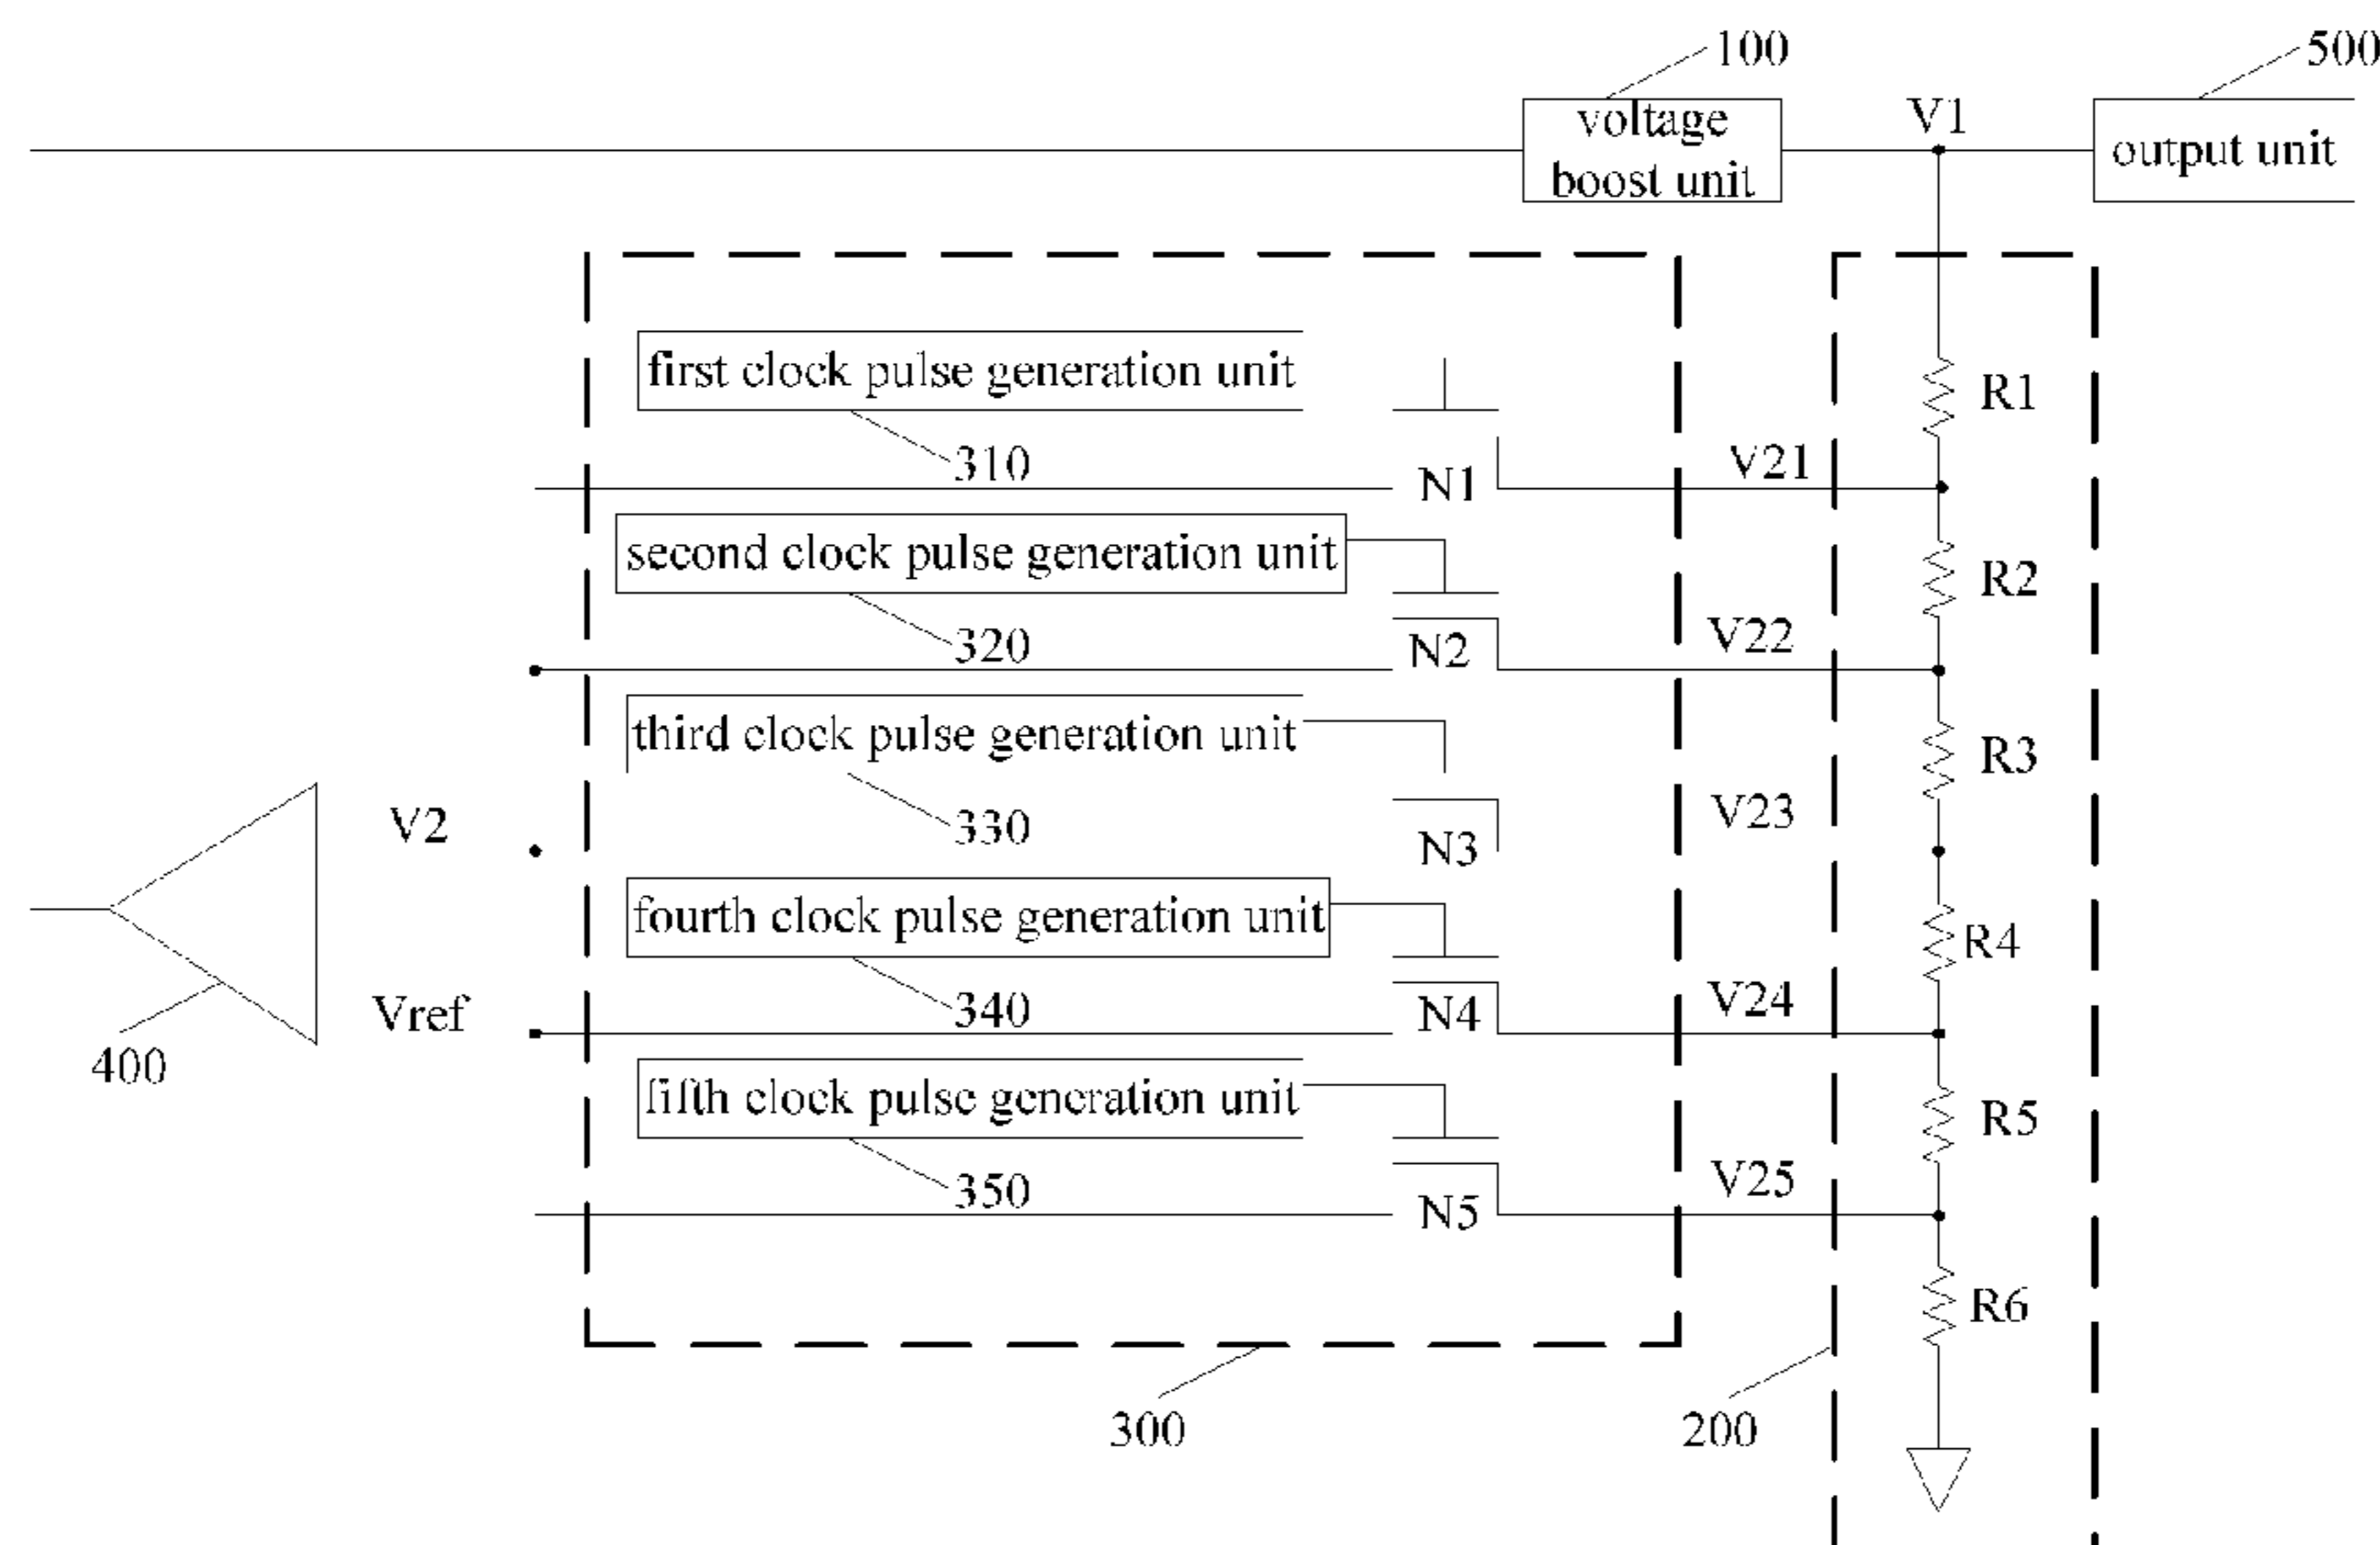 100
500
voltage
boost unit
V1
output unit
first clock pulse generation unit
R1
310
N1
V21
second clock pulse generation unit
R2
320
N2
V22
third clock pulse generation unit
R3
V2
330
N3
V23
fourth clock pulse generation unit
R4
Vref
340
N4
V24
400
fifth clock pulse generation unit
R5
350
N5
V25
R6
300
200